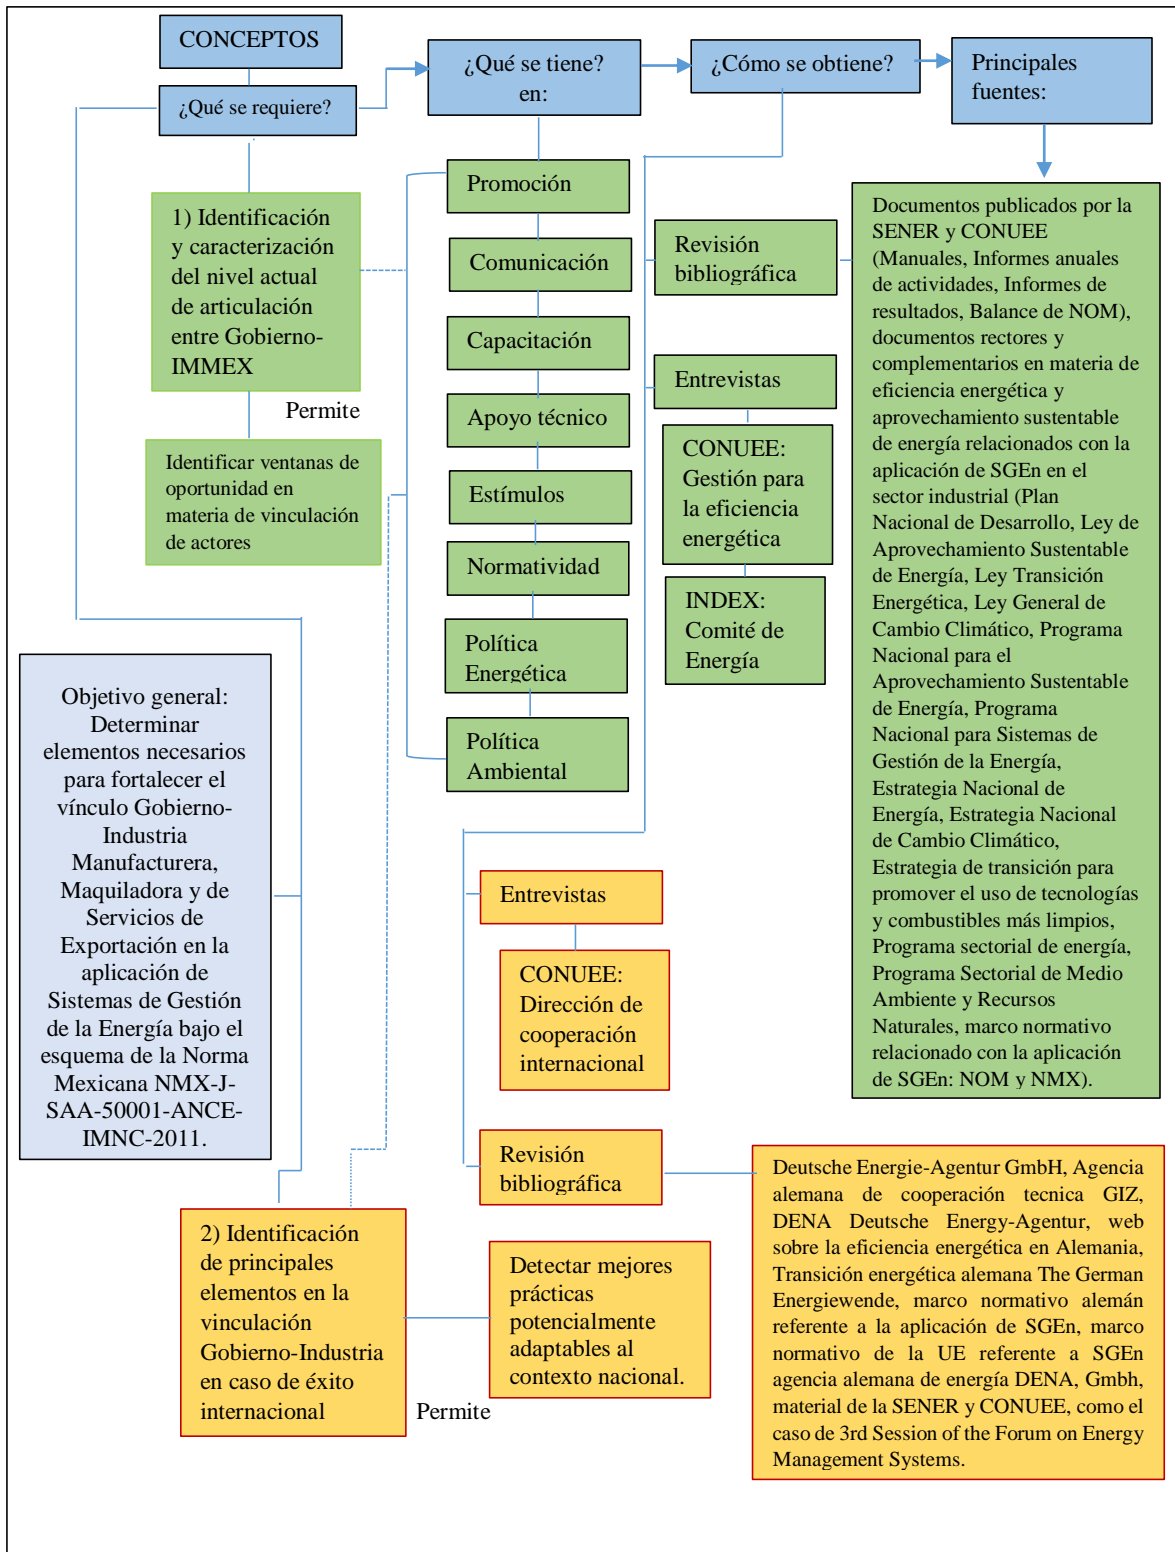 CONCEPTOS
¿Qué se requiere?
¿Qué se tiene?
en:
¿Cómo se obtiene?
Principales
fuentes:
1) Identificación
y caracterización
del nivel actual
de articulación
entre Gobierno-
IMMEX
Permite
Identificar ventanas de
oportunidad en
materia de vinculación
de actores
Promoción
Comunicación
Capacitación
Apoyo técnico
Estímulos
Normatividad
Política
Energética
Política
Ambiental
Revisión
bibliográfica
Entrevistas
CONUEE:
Gestión para
la eficiencia
energética
INDEX:
Comité de
Energía
Documentos publicados por la
SENER y CONUEE
(Manuales, Informes anuales
de actividades, Informes de
resultados, Balance de NOM),
documentos rectores y
complementarios en materia de
eficiencia energética y
aprovechamiento sustentable
de energía relacionados con la
aplicación de SGEn en el
sector industrial (Plan
Nacional de Desarrollo, Ley de
Aprovechamiento Sustentable
de Energía, Ley Transición
Energética, Ley General de
Cambio Climático, Programa
Nacional para el
Aprovechamiento Sustentable
de Energía, Programa
Nacional para Sistemas de
Gestión de la Energía,
Estrategia Nacional de
Energía, Estrategia Nacional
de Cambio Climático,
Estrategia de transición para
promover el uso de tecnologías
y combustibles más limpios,
Programa sectorial de energía,
Programa Sectorial de Medio
Ambiente y Recursos
Naturales, marco normativo
relacionado con la aplicación
de SGEn: NOM y NMX).
Objetivo general:
Determinar
elementos necesarios
para fortalecer el
vínculo Gobierno-
Industria
Manufacturera,
Maquiladora y de
Servicios de
Exportación en la
aplicación de
Sistemas de Gestión
de la Energía bajo el
esquema de la Norma
Mexicana NMX-J-
SAA-50001-ANCE-
IMNC-2011.
Entrevistas
CONUEE:
Dirección de
cooperación
internacional
Revisión
bibliográfica
2) Identificación
de principales
elementos en la
vinculación
Gobierno-Industria
en caso de éxito
internacional
Permite
Detectar mejores
prácticas
potencialmente
adaptables al
contexto nacional.
Deutsche Energie-Agentur GmbH, Agencia
alemana de cooperación tecnica GIZ,
DENA Deutsche Energy-Agentur, web
sobre la eficiencia energética en Alemania,
Transición energética alemana The German
Energiewende, marco normativo alemán
referente a la aplicación de SGEn, marco
normativo de la UE referente a SGEn
agencia alemana de energía DENA, Gmbh,
material de la SENER y CONUEE, como el
caso de 3rd Session of the Forum on Energy
Management Systems.